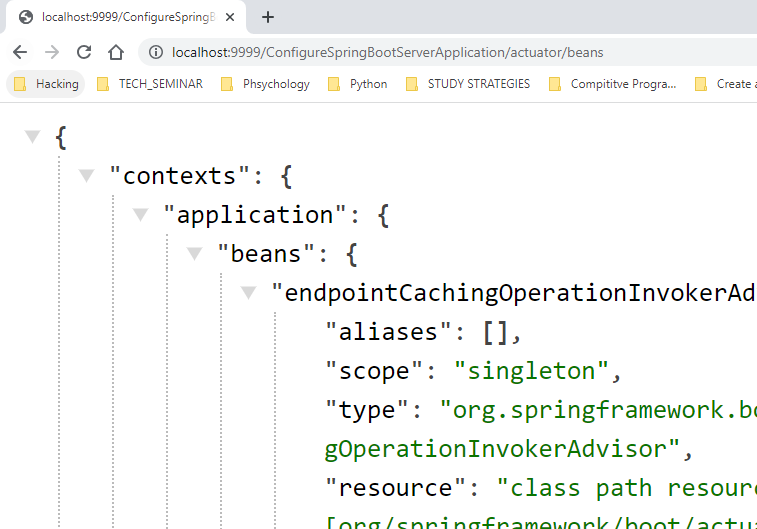 localhost:9999/ConfigureSpringB
localhost:9999/ConfigureSpringBootServerApplication/actuator/beans
Hacking TECH_SEMINAR Phsychology Python STUDY STRATEGIES Compititve Progra... Create a
{
"contexts": {
"application": {
"beans": {
"endpointCachingOperationInvokerAd
"aliases": [],
"scope": "singleton",
"type": "org.springframework.bo
gOperationInvokerAdvisor",
"resource": "class path resourc
[org/springframework/boot/actua